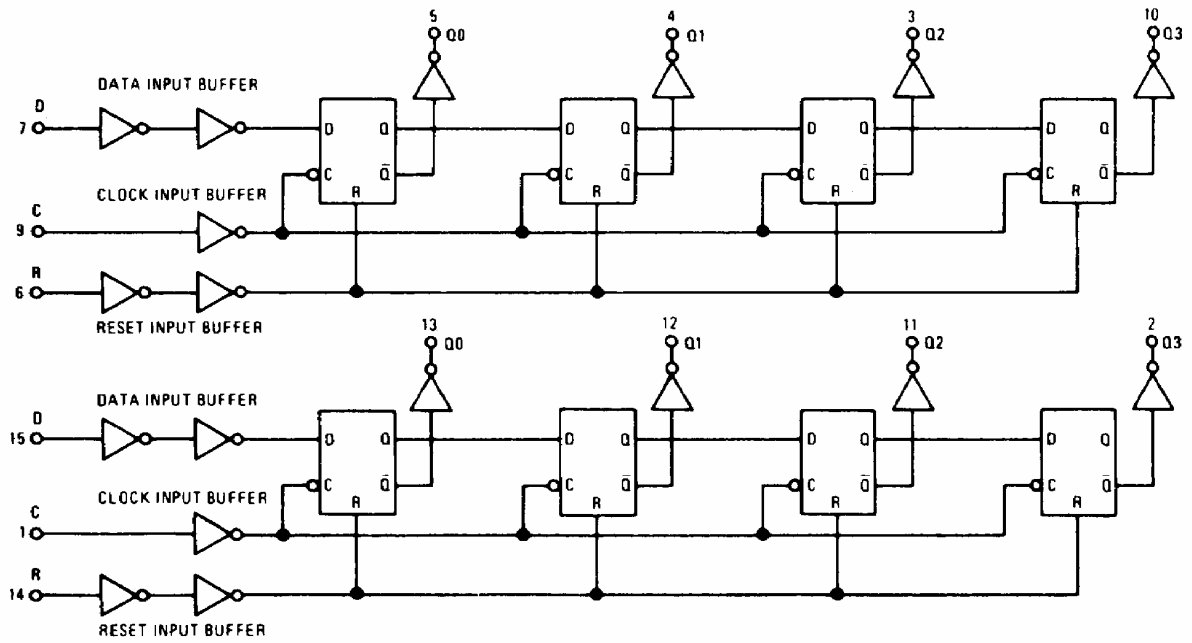 5 4 3 10
Q0 Q1 Q2 Q3
DATA INPUT BUFFER
D
7
D Q D Q D Q D Q
C Q̄ C Q̄ C Q̄ C Q̄
R R R R
CLOCK INPUT BUFFER
C
9
R
6
RESET INPUT BUFFER
13 12 11 2
Q0 Q1 Q2 Q3
DATA INPUT BUFFER
D
15
D Q D Q D Q D Q
C Q̄ C Q̄ C Q̄ C Q̄
R R R R
CLOCK INPUT BUFFER
C
1
R
14
RESET INPUT BUFFER